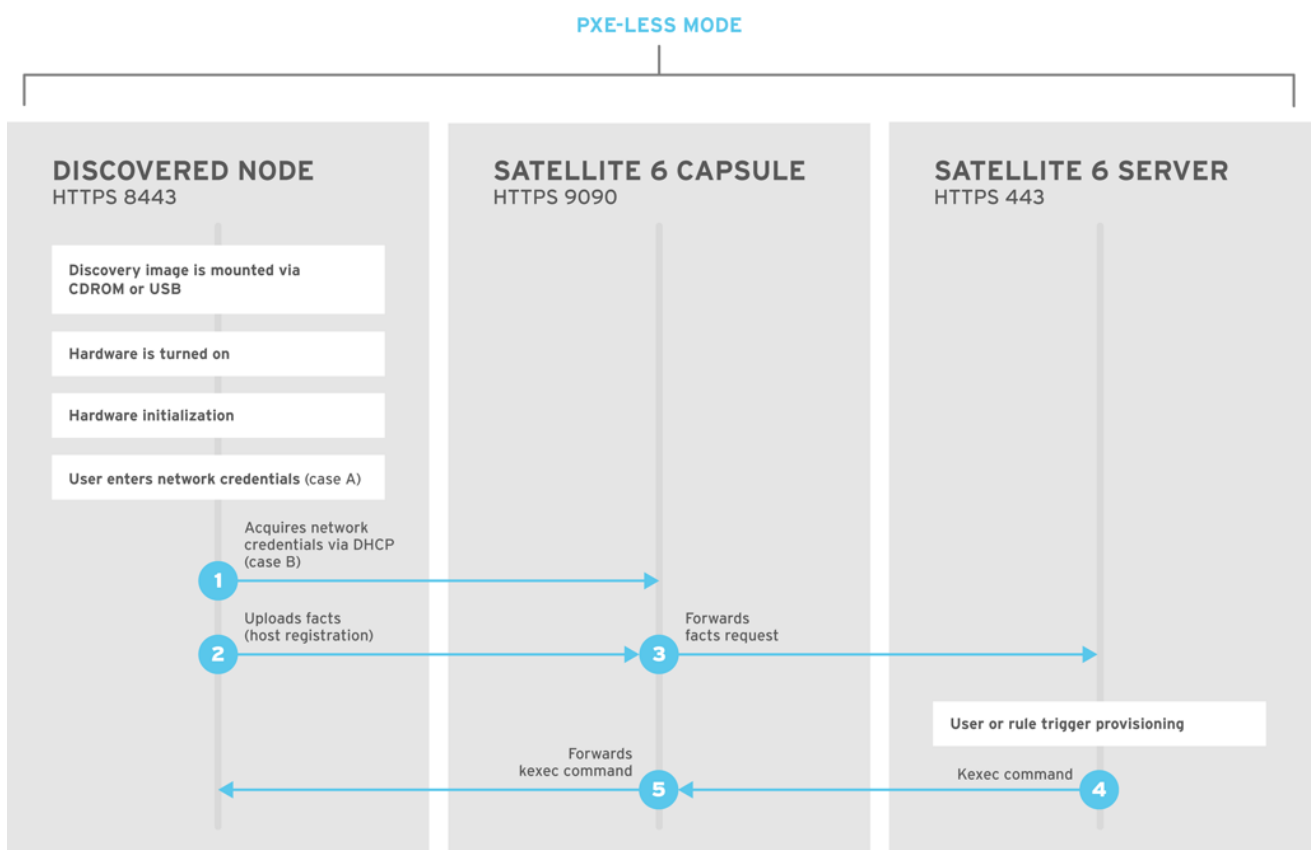 PXE-LESS MODE
DISCOVERED NODE
HTTPS 8443
Discovery image is mounted via
CDROM or USB
Hardware is turned on
Hardware initialization
User enters network credentials (case A)
Acquires network
credentials via DHCP
(case B)
1
Uploads facts
(host registration)
2
SATELLITE 6 CAPSULE
HTTPS 9090
3
Forwards
facts request
Forwards
kexec command
5
SATELLITE 6 SERVER
HTTPS 443
User or rule trigger provisioning
Kexec command
4